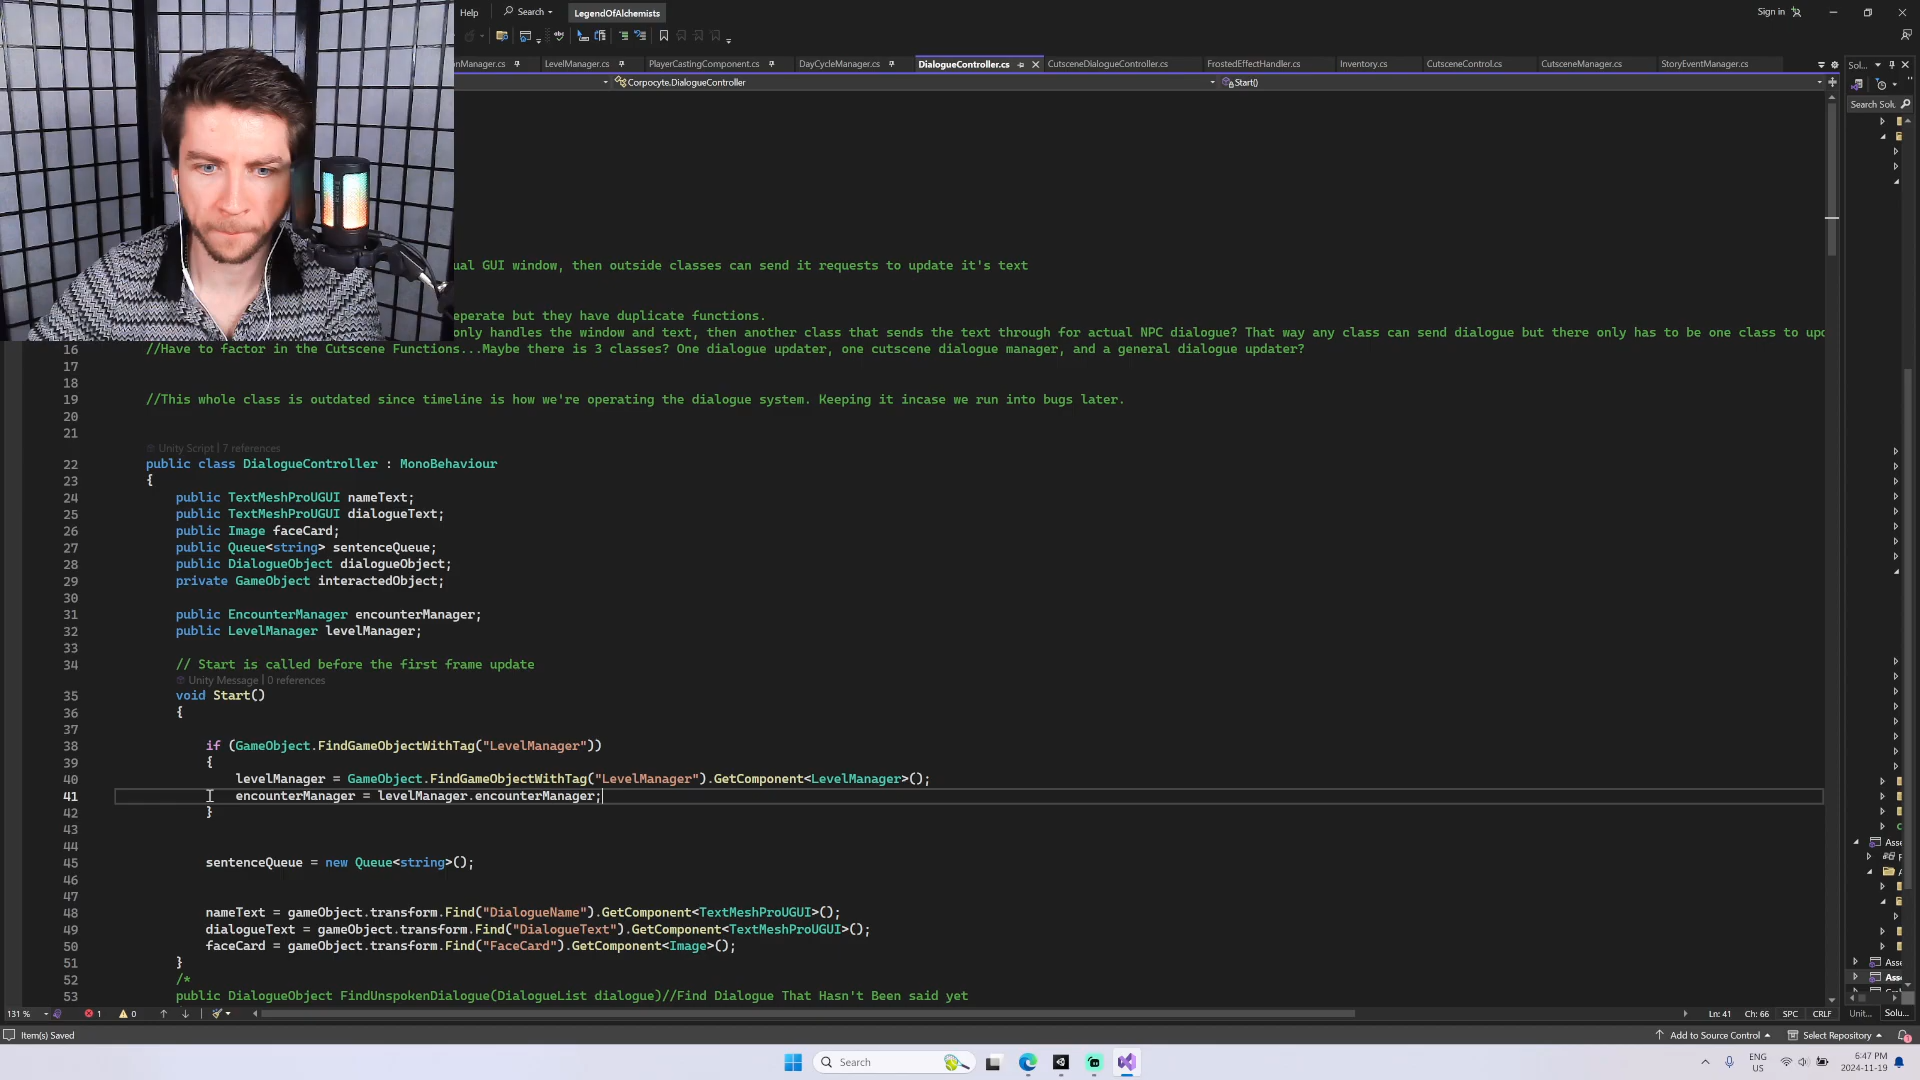 Help Search LegendOfAlchemists Sign in
nManager.cs LevelManager.cs PlayerCastingComponent.cs DayCycleManager.cs DialogueController.cs CutsceneDialogueController.cs FrostedEffectHandler.cs Inventory.cs CutsceneControl.cs CutsceneManager.cs StoryEventManager.cs Sol...
Corpocyte.DialogueController Start()
Search Solu
ual GUI window, then outside classes can send it requests to update it's text
seperate but they have duplicate functions.
only handles the window and text, then another class that sends the text through for actual NPC dialogue? That way any class can send dialogue but there only has to be one class to upd
16 //Have to factor in the Cutscene Functions...Maybe there is 3 classes? One dialogue updater, one cutscene dialogue manager, and a general dialogue updater?
17
18
19 //This whole class is outdated since timeline is how we're operating the dialogue system. Keeping it incase we run into bugs later.
20
21
Unity Script | 7 references
22 public class DialogueController : MonoBehaviour
23 {
24 public TextMeshProUGUI nameText;
25 public TextMeshProUGUI dialogueText;
26 public Image faceCard;
27 public Queue<string> sentenceQueue;
28 public DialogueObject dialogueObject;
29 private GameObject interactedObject;
30
31 public EncounterManager encounterManager;
32 public LevelManager levelManager;
33
34 // Start is called before the first frame update
Unity Message | 0 references
35 void Start()
36 {
37
38 if (GameObject.FindGameObjectWithTag("LevelManager"))
39 {
40 levelManager = GameObject.FindGameObjectWithTag("LevelManager").GetComponent<LevelManager>();
41 encounterManager = levelManager.encounterManager;
42 }
43
44
45 sentenceQueue = new Queue<string>();
46
47
48 nameText = gameObject.transform.Find("DialogueName").GetComponent<TextMeshProUGUI>();
49 dialogueText = gameObject.transform.Find("DialogueText").GetComponent<TextMeshProUGUI>();
50 faceCard = gameObject.transform.Find("FaceCard").GetComponent<Image>();
51 }
52 /*
53 public DialogueObject FindUnspokenDialogue(DialogueList dialogue)//Find Dialogue That Hasn't Been said yet
Asse
Asse
Ass
131 % 1 0 Ln: 41 Ch: 66 SPC CRLF Unit... Solu...
Item(s) Saved Add to Source Control Select Repository
Search ENG US 6:47 PM 2024-11-19